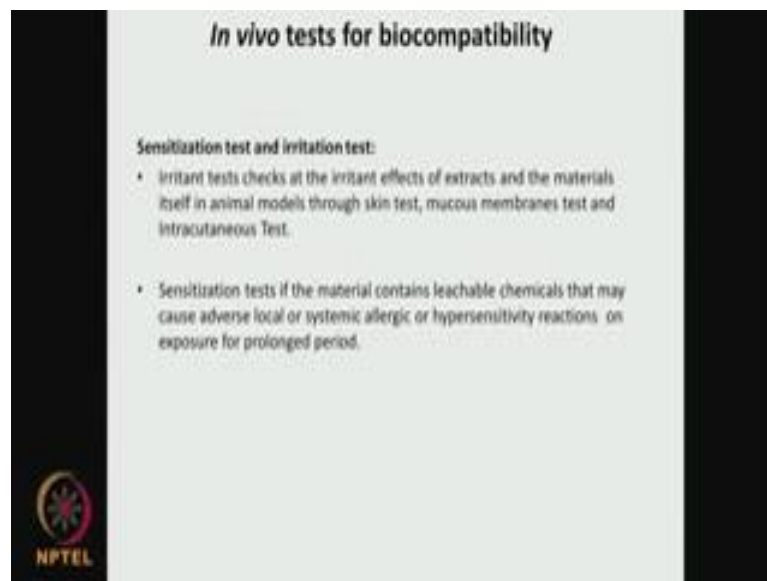 In vivo tests for biocompatibility
Sensitization test and irritation test:
• Irritant tests checks at the irritant effects of extracts and the materials
itself in animal models through skin test, mucous membranes test and
Intracutaneous Test.
• Sensitization tests if the material contains leachable chemicals that may
cause adverse local or systemic allergic or hypersensitivity reactions on
exposure for prolonged period.
NPTEL